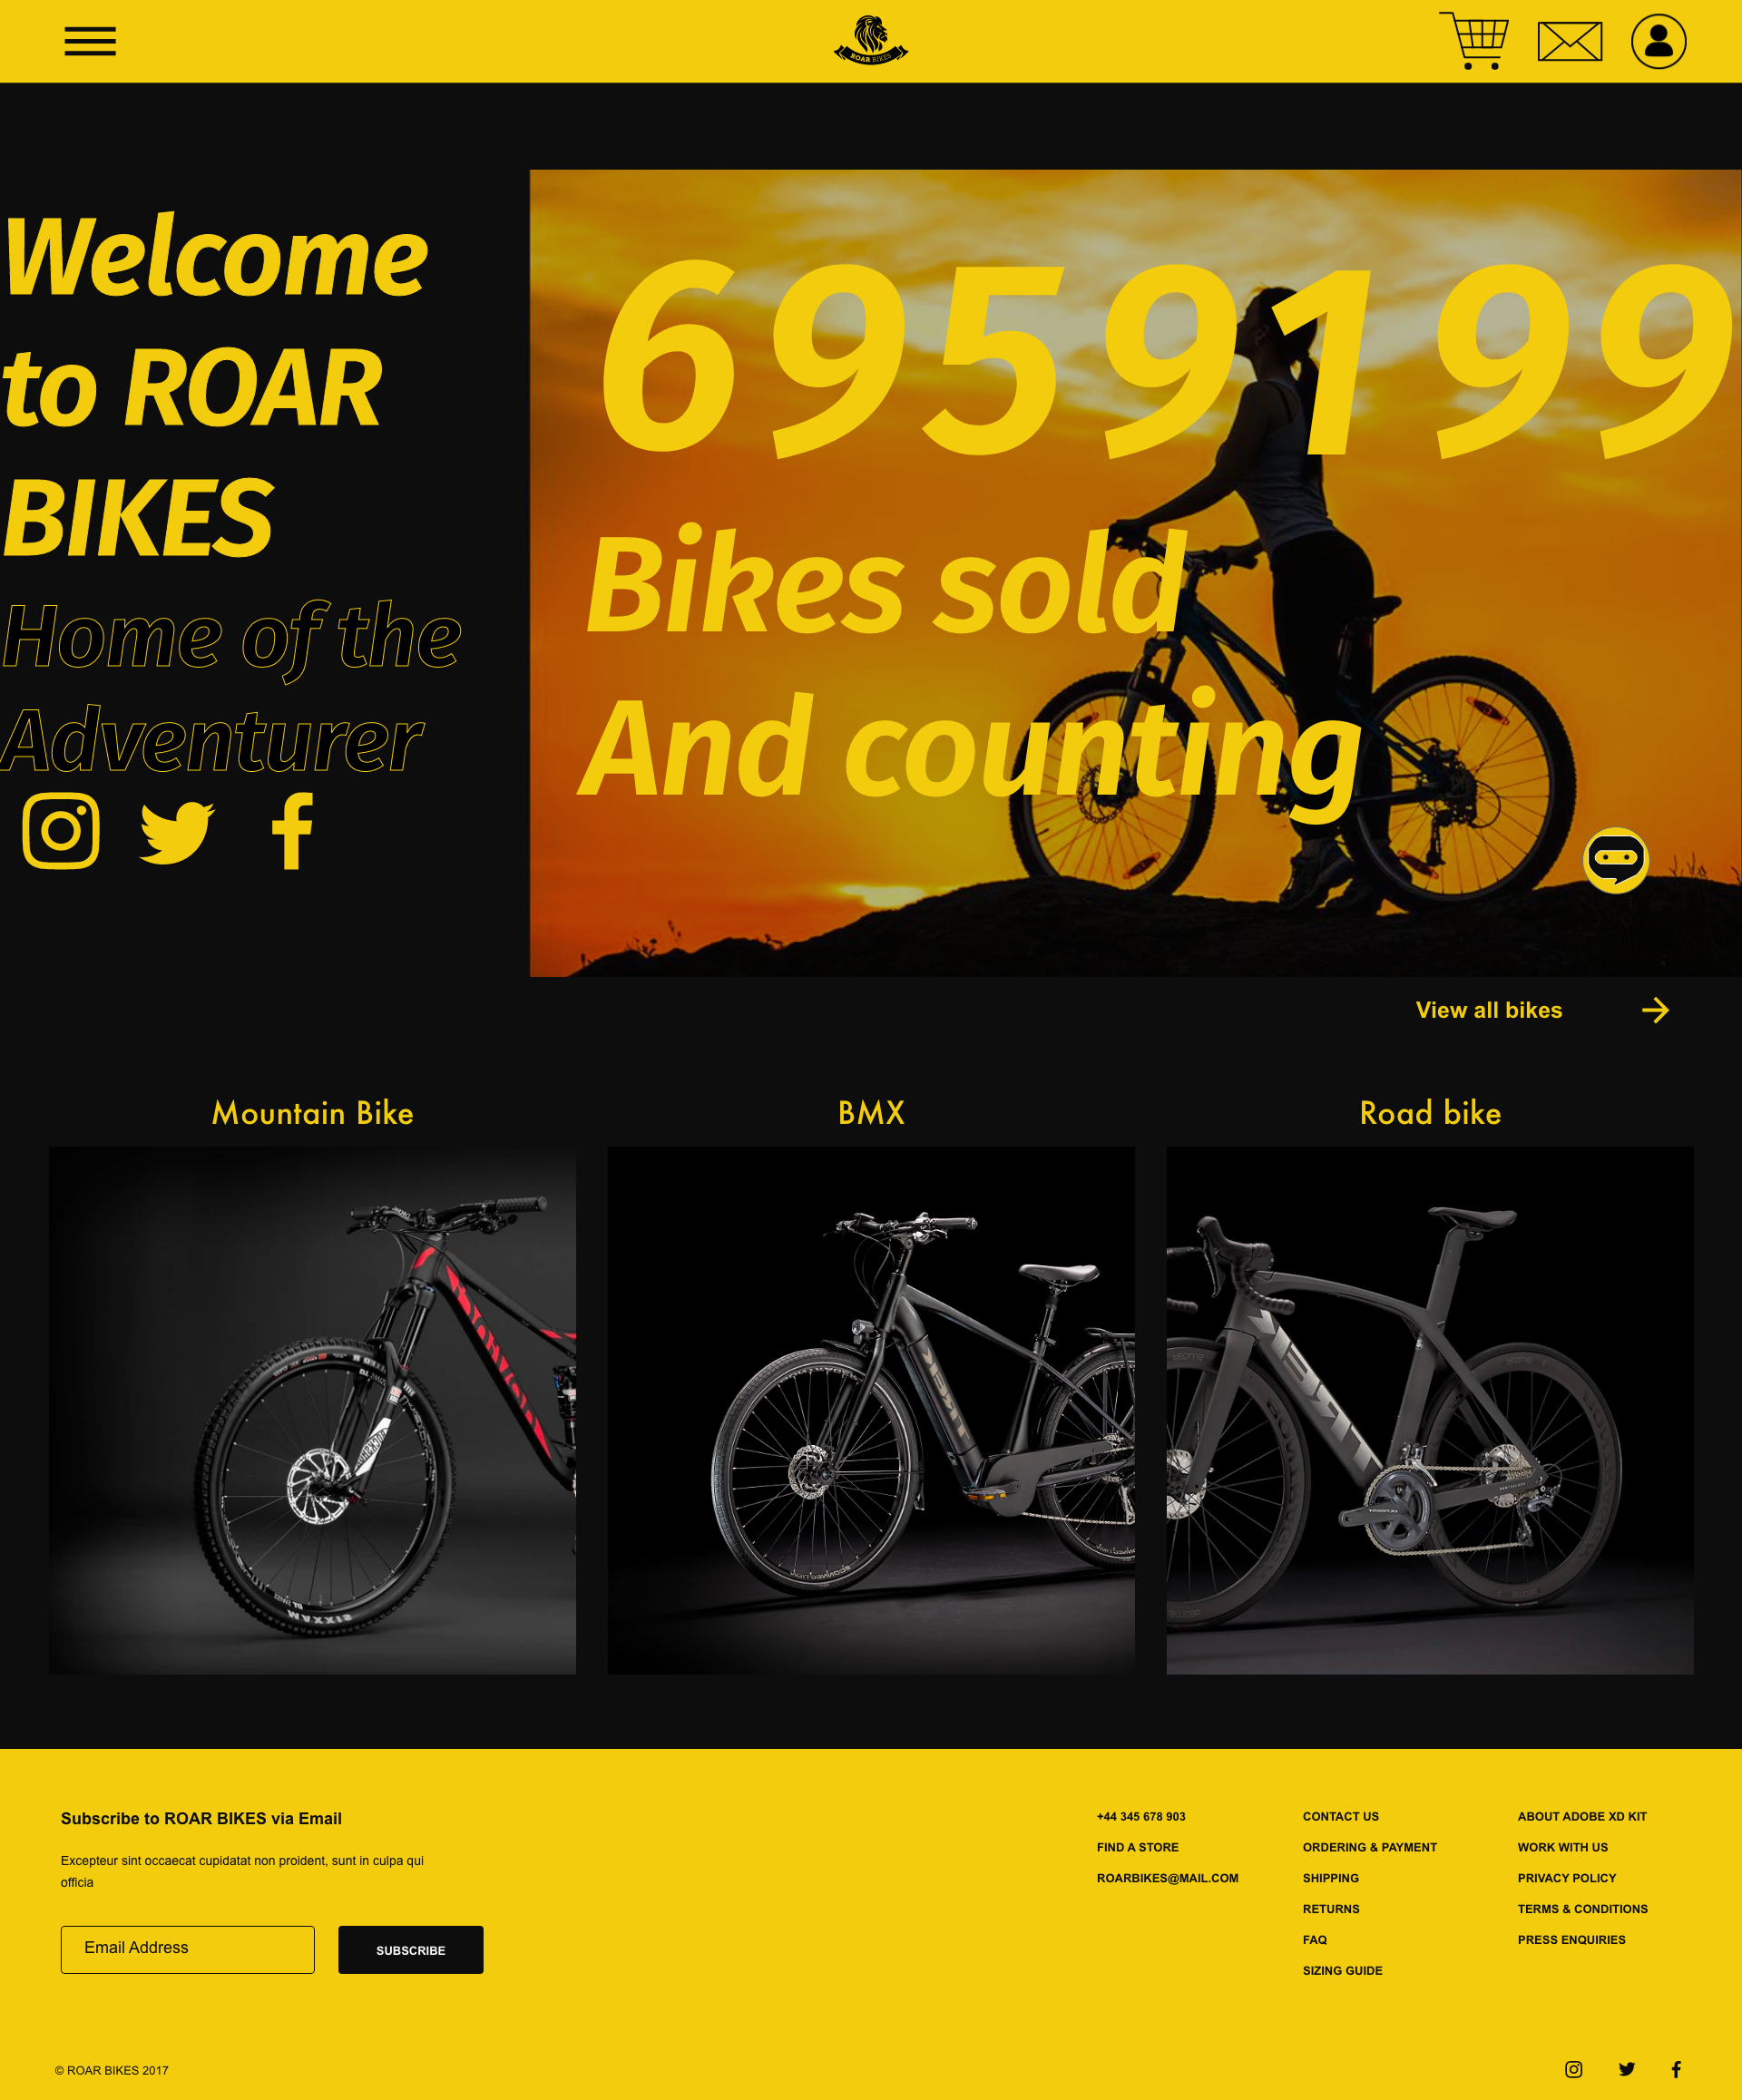 ROAR BIKES
Welcome
to ROAR
BIKES
Home of the
Adventurer
6959199
Bikes sold
And counting
View all bikes
Mountain Bike
BMX
Road bike
MAXXIS
Subscribe to ROAR BIKES via Email
Excepteur sint occaecat cupidatat non proident, sunt in culpa qui
officia
Email Address
SUBSCRIBE
+44 345 678 903
FIND A STORE
ROARBIKES@MAIL.COM
CONTACT US
ORDERING & PAYMENT
SHIPPING
RETURNS
FAQ
SIZING GUIDE
ABOUT ADOBE XD KIT
WORK WITH US
PRIVACY POLICY
TERMS & CONDITIONS
PRESS ENQUIRIES
© ROAR BIKES 2017